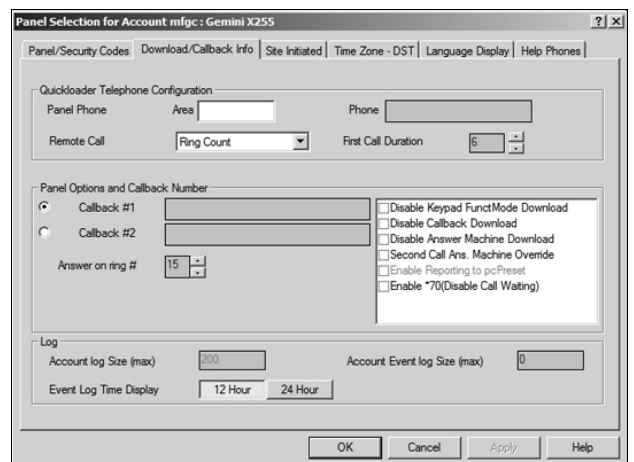 Panel Selection for Account mfgc : Gemini X255
Panel/Security Codes Download/Callback Info Site Initiated Time Zone - DST Language Display Help Phones
Quickloader Telephone Configuration
Panel Phone Area Phone
Remote Call Ring Count First Call Duration 6
Panel Options and Callback Number
Callback #1
Callback #2
Answer on ring # 15
Disable Keypad FunctMode Download
Disable Callback Download
Disable Answer Machine Download
Second Call Ans. Machine Override
Enable Reporting to pcPreset
Enable *70(Disable Call Waiting)
Log
Account log Size (max) 200 Account Event log Size (max) 0
Event Log Time Display 12 Hour 24 Hour
OK Cancel Apply Help